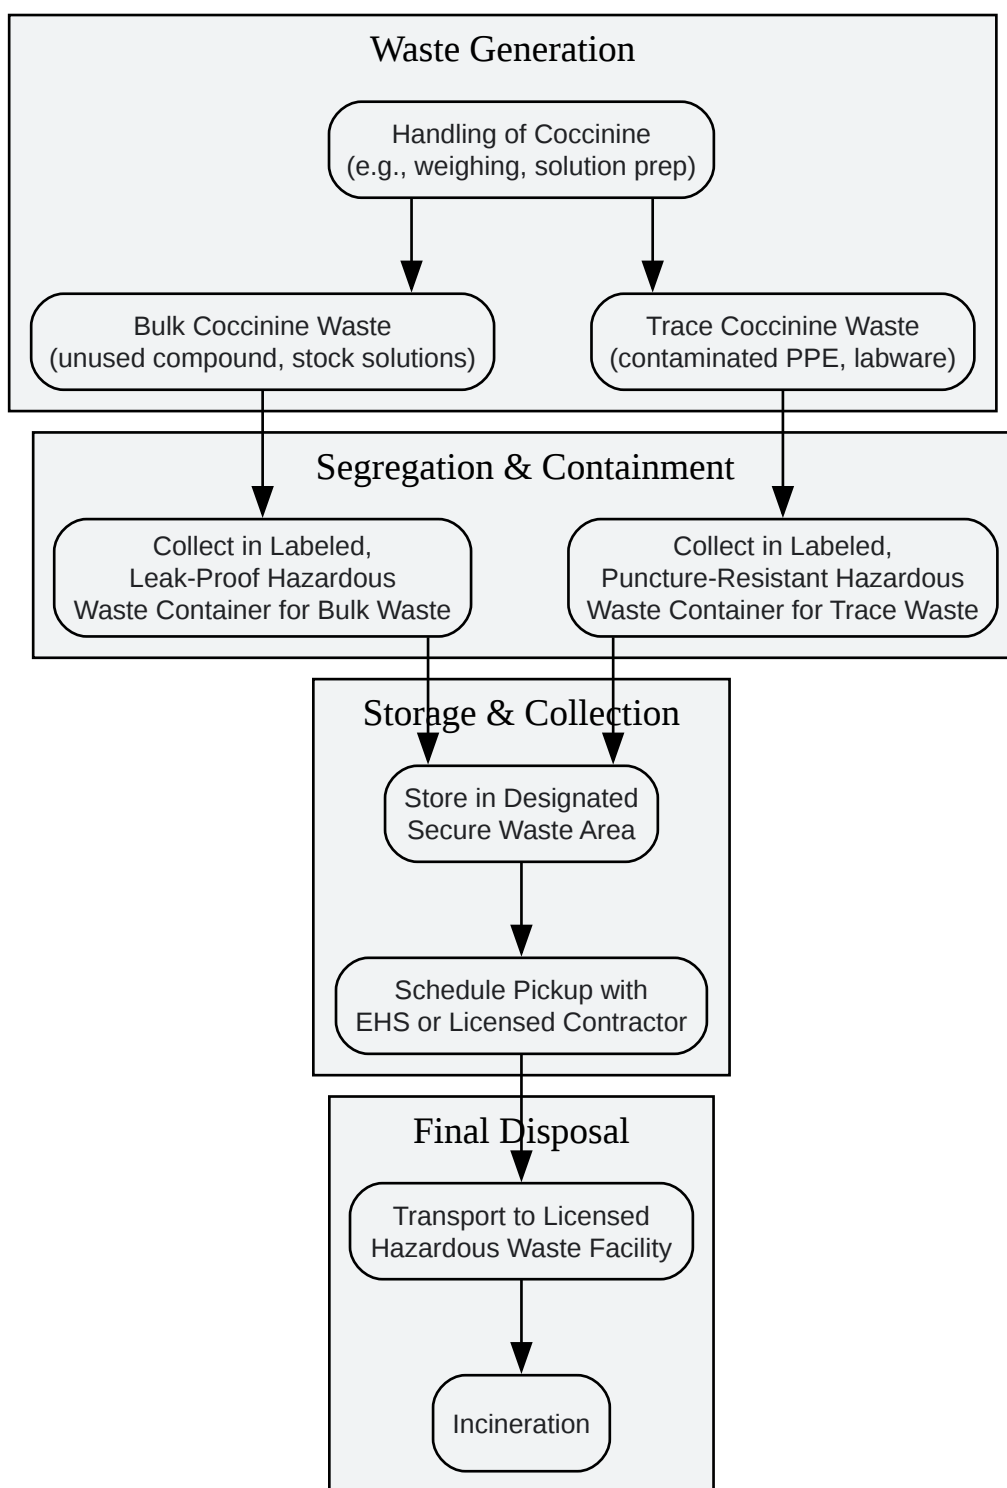 Waste Generation
Handling of Coccinine
(e.g., weighing, solution prep)
Bulk Coccinine Waste
(unused compound, stock solutions)
Trace Coccinine Waste
(contaminated PPE, labware)
Segregation & Containment
Collect in Labeled,
Leak-Proof Hazardous
Waste Container for Bulk Waste
Collect in Labeled,
Puncture-Resistant Hazardous
Waste Container for Trace Waste
Storage & Collection
Store in Designated
Secure Waste Area
Schedule Pickup with
EHS or Licensed Contractor
Final Disposal
Transport to Licensed
Hazardous Waste Facility
Incineration